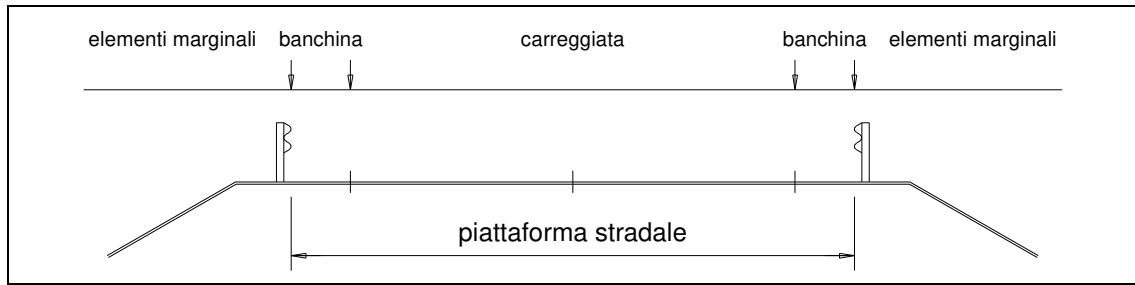 elementi marginali banchina carreggiata banchina elementi marginali
piattaforma stradale